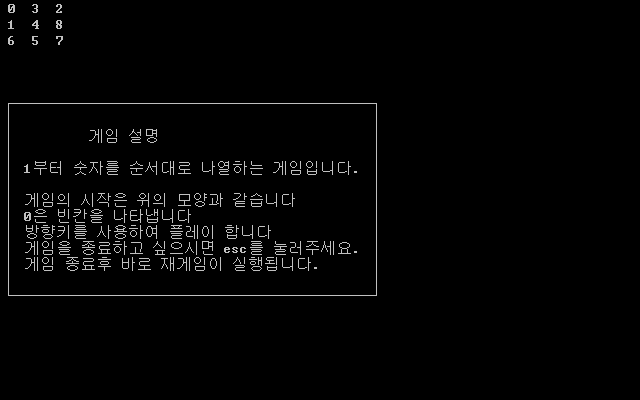 0 3 2
1 4 8
6 5 7
게임 설명
1부터 숫자를 순서대로 나열하는 게임입니다.
게임의 시작은 위의 모양과 같습니다
0은 빈칸을 나타냅니다
방향키를 사용하여 플레이 합니다
게임을 종료하고 싶으시면 esc를 눌러주세요.
게임 종료후 바로 재게임이 실행됩니다.